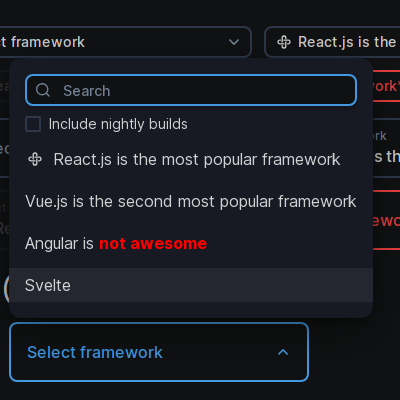 ct framework
React.js is the
Search
Include nightly builds
React.js is the most popular framework
Vue.js is the second most popular framework
Angular is not awesome
Svelte
Select framework